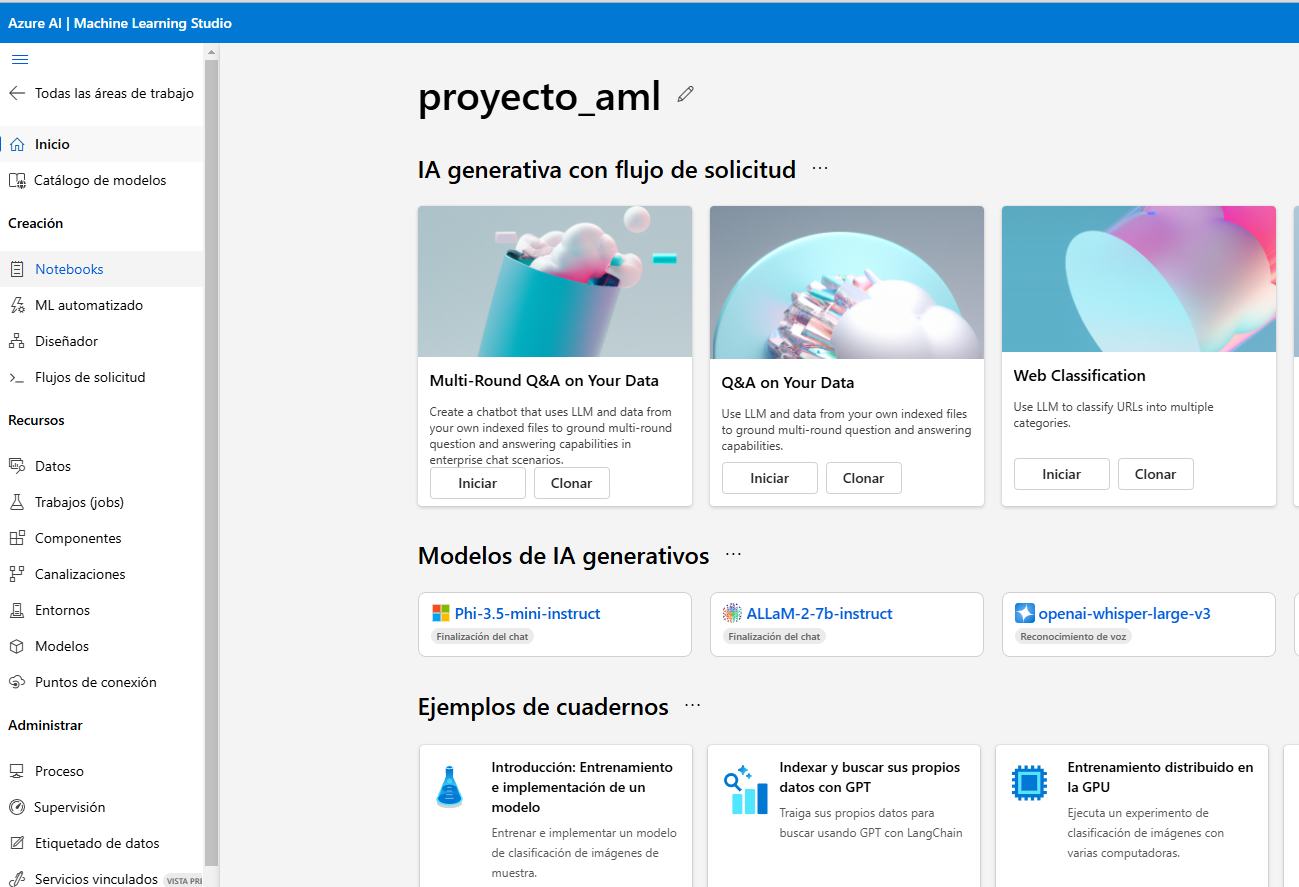 Azure AI | Machine Learning Studio
Todas las áreas de trabajo
Inicio
Catálogo de modelos
Creación
Notebooks
ML automatizado
Diseñador
Flujos de solicitud
Recursos
Datos
Trabajos (jobs)
Componentes
Canalizaciones
Entornos
Modelos
Puntos de conexión
Administrar
Proceso
Supervisión
Etiquetado de datos
Servicios vinculados VISTA PRE
proyecto_aml
IA generativa con flujo de solicitud ...
Multi-Round Q&A on Your Data
Create a chatbot that uses LLM and data from
your own indexed files to ground multi-round
question and answering capabilities in
enterprise chat scenarios.
Iniciar Clonar
Q&A on Your Data
Use LLM and data from your own indexed files
to ground multi-round question and answering
capabilities.
Iniciar Clonar
Web Classification
Use LLM to classify URLs into multiple
categories.
Iniciar Clonar
Modelos de IA generativos ...
Phi-3.5-mini-instruct
Finalización del chat
ALLaM-2-7b-instruct
Finalización del chat
openai-whisper-large-v3
Reconocimiento de voz
Ejemplos de cuadernos ...
Introducción: Entrenamiento
e implementación de un
modelo
Entrenar e implementar un modelo
de clasificación de imágenes de
muestra.
Indexar y buscar sus propios
datos con GPT
Traiga sus propios datos para
buscar usando GPT con LangChain
Entrenamiento distribuido en
la GPU
Ejecuta un experimento de
clasificación de imágenes con
varias computadoras.